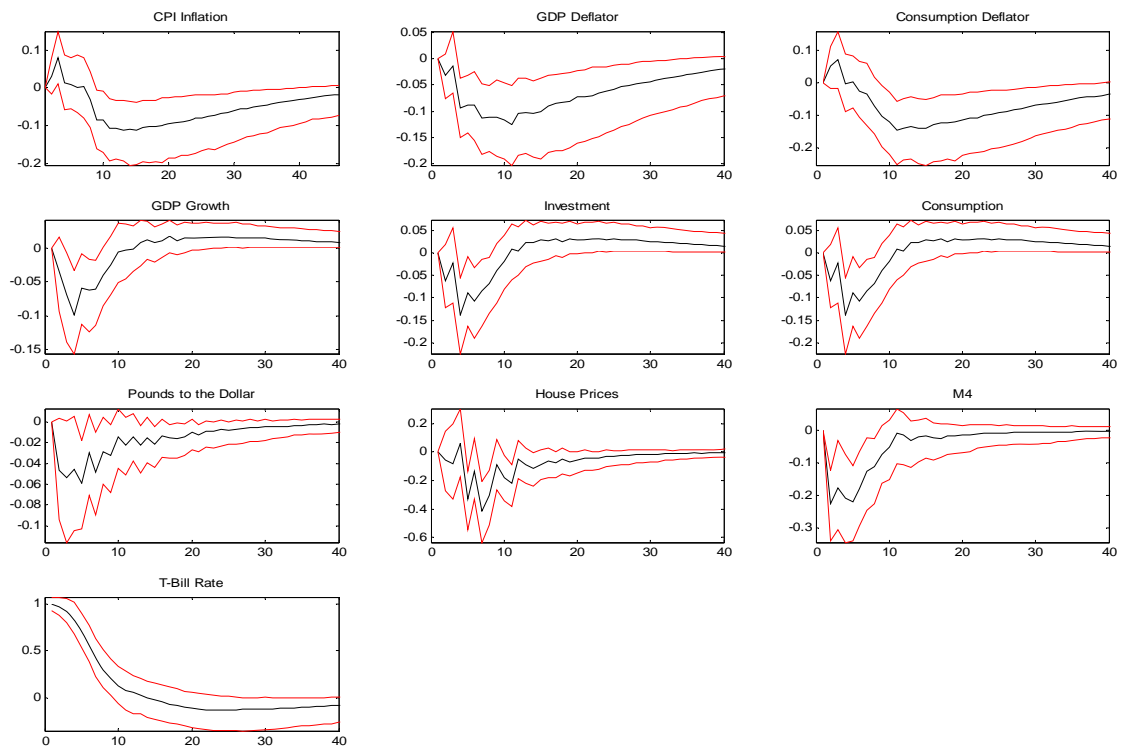 CPI Inflation
0.1
0
-0.1
-0.2
10 20 30 40
GDP Deflator
0.05
0
-0.05
-0.1
-0.15
-0.2
0 10 20 30 40
Consumption Deflator
0.1
0
-0.1
-0.2
0 10 20 30 40
GDP Growth
0
-0.05
-0.1
-0.15
0 10 20 30 40
Investment
0.05
0
-0.05
-0.1
-0.15
-0.2
0 10 20 30 40
Consumption
0.05
0
-0.05
-0.1
-0.15
-0.2
0 10 20 30 40
Pounds to the Dollar
0
-0.02
-0.04
-0.06
-0.08
-0.1
0 10 20 30 40
House Prices
0.2
0
-0.2
-0.4
-0.6
0 10 20 30 40
M4
0
-0.1
-0.2
-0.3
0 10 20 30 40
T-Bill Rate
1
0.5
0
0 10 20 30 40